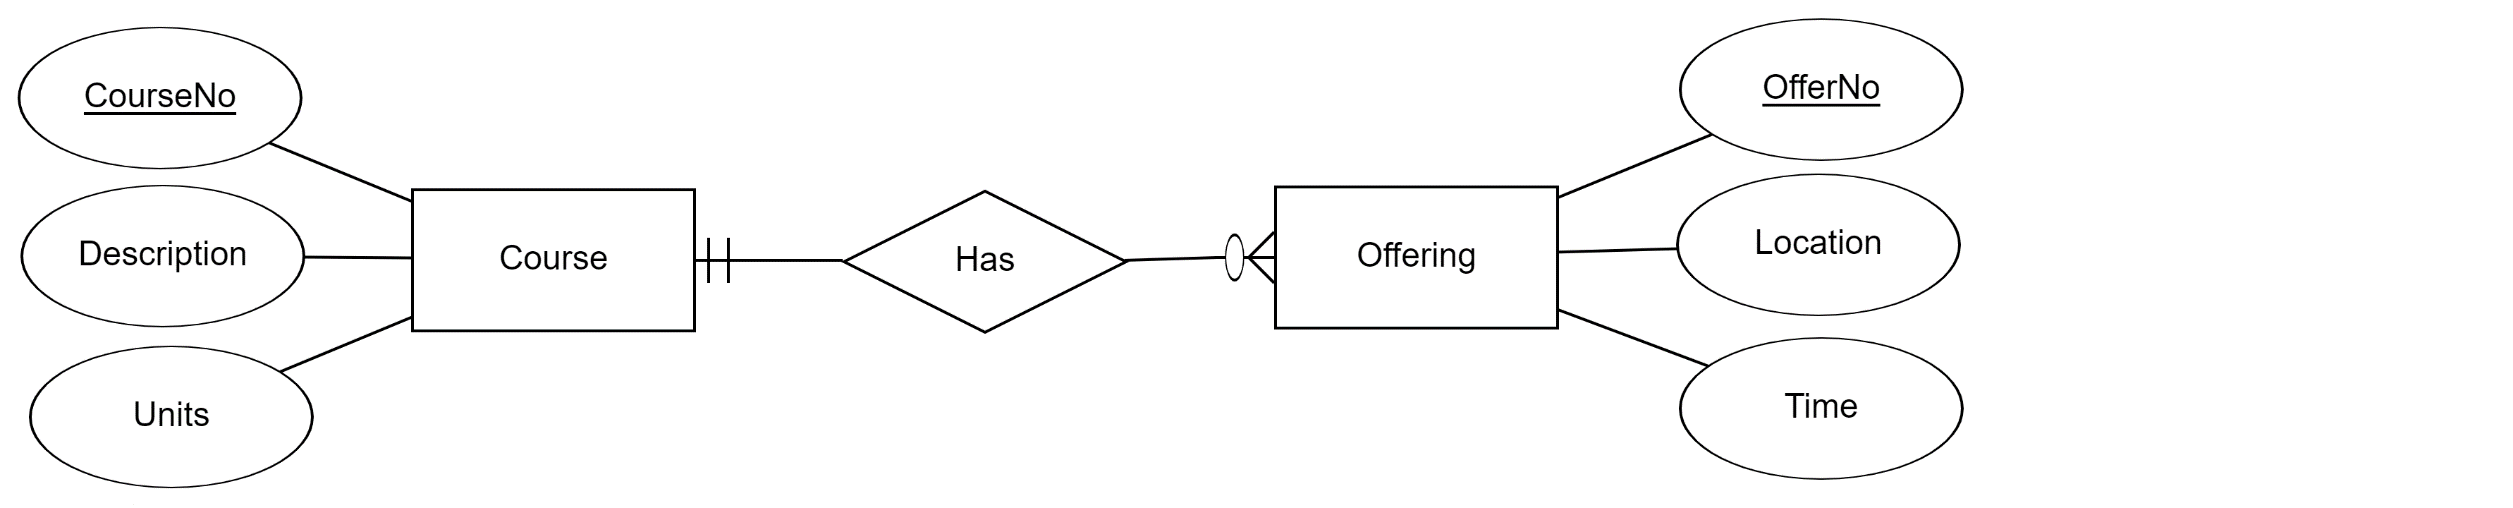 CourseNo
Description
Units
Course
Has
Offering
OfferNo
Location
Time